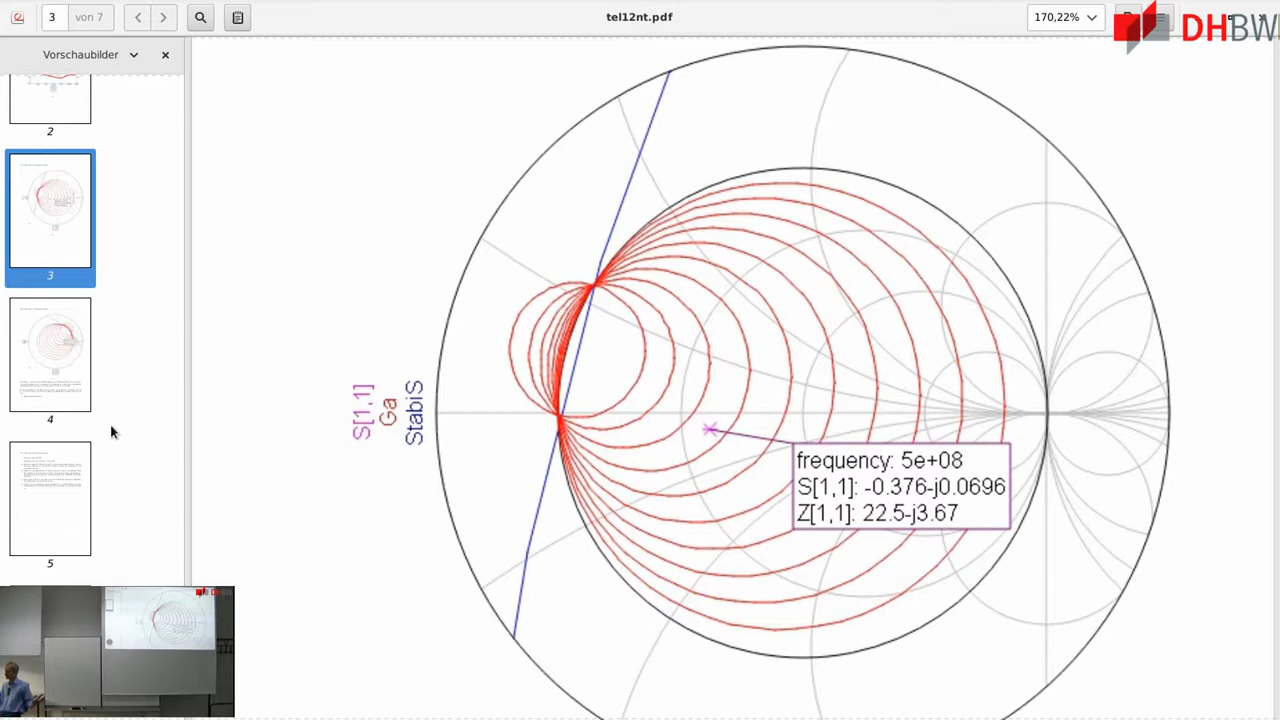 3
von 7
tel12nt.pdf
170,22%
DHBW
Vorschaubilder
2
3
4
5
S[1,1]
Ga
StabiS
frequency: 5e+08
S[1,1]: -0.376-j0.0696
Z[1,1]: 22.5-j3.67